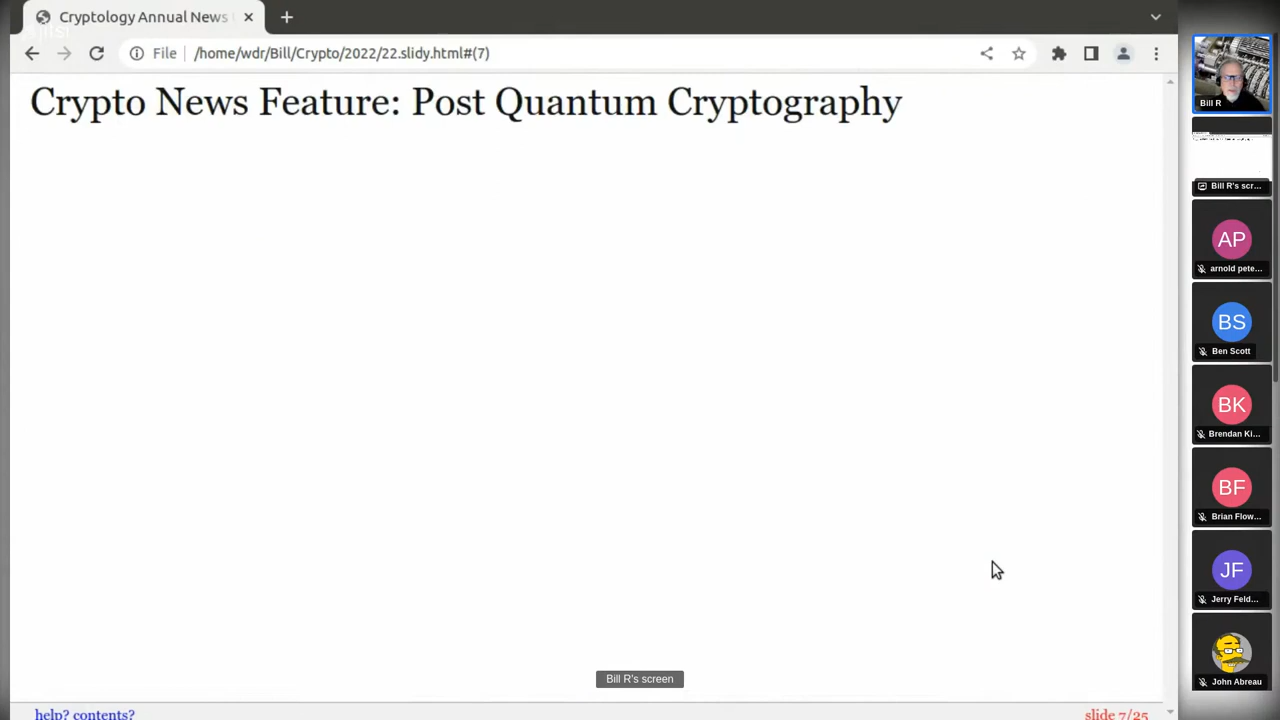 Cryptology Annual News
File
/home/wdr/Bill/Crypto/2022/22.slidy.html#(7)
Crypto News Feature: Post Quantum Cryptography
Bill R
Bill R's scr...
AP
arnold pete...
BS
Ben Scott
BK
Brendan Ki...
BF
Brian Flow...
JF
Jerry Feld...
John Abreau
Bill R's screen
help? contents?
slide 7/25